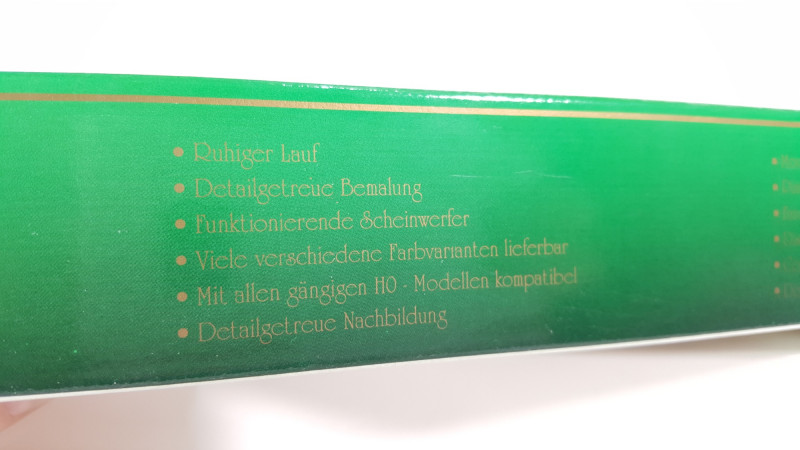 • Ruhiger Lauf
• Detailgetreue Bemalung
• Funktionierende Scheinwerfer
• Viele verschiedene Farbvarianten lieferbar
• Mit allen gängigen H0 - Modellen kompatibel
• Detailgetreue Nachbildung